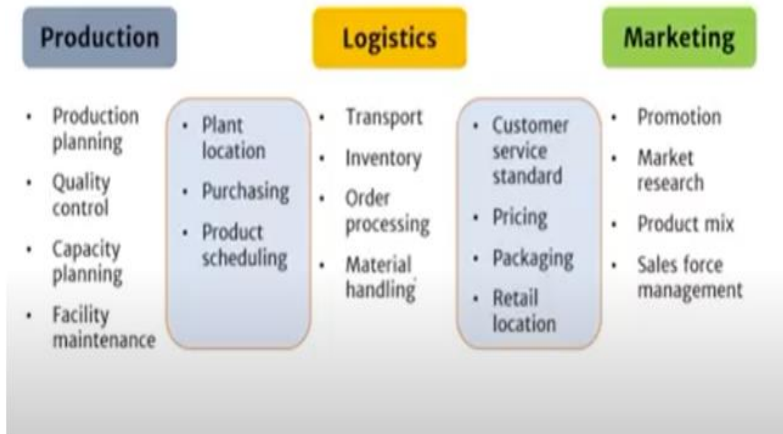 Production
Logistics
Marketing
• Production
planning
• Quality
control
• Capacity
planning
• Facility
maintenance
• Plant
location
• Purchasing
• Product
scheduling
• Transport
• Inventory
• Order
processing
• Material
handling
• Customer
service
standard
• Pricing
• Packaging
• Retail
location
• Promotion
• Market
research
• Product mix
• Sales force
management